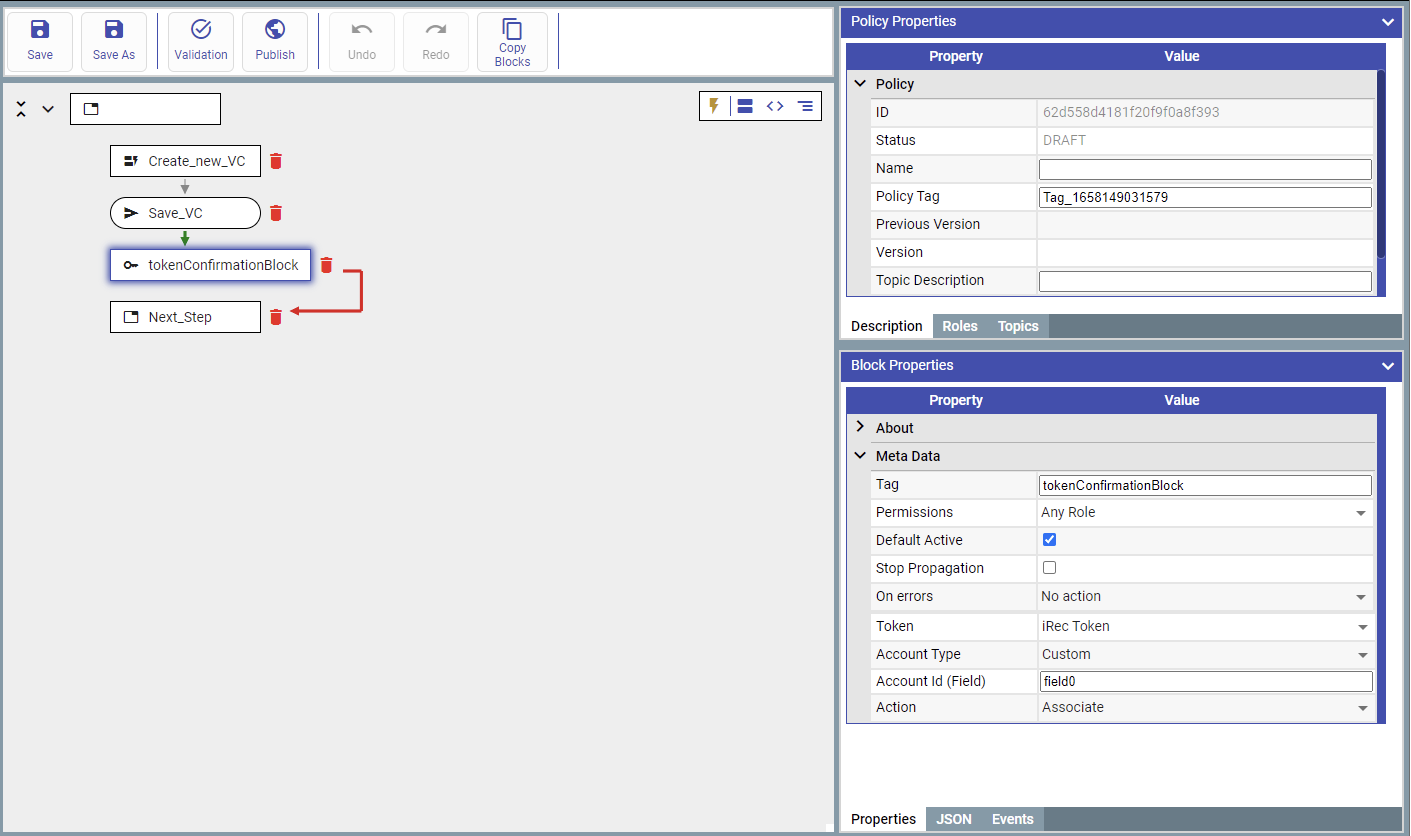 Save
Save As
Validation
Publish
Undo
Redo
Copy
Blocks
Create_new_VC
Save_VC
tokenConfirmationBlock
Next_Step
Policy Properties
Property Value
Policy
ID 62d558d4181f20f9f0a8f393
Status DRAFT
Name
Policy Tag Tag_1658149031579
Previous Version
Version
Topic Description
Description Roles Topics
Block Properties
Property Value
About
Meta Data
Tag tokenConfirmationBlock
Permissions Any Role
Default Active
Stop Propagation
On errors No action
Token iRec Token
Account Type Custom
Account Id (Field) field0
Action Associate
Properties JSON Events